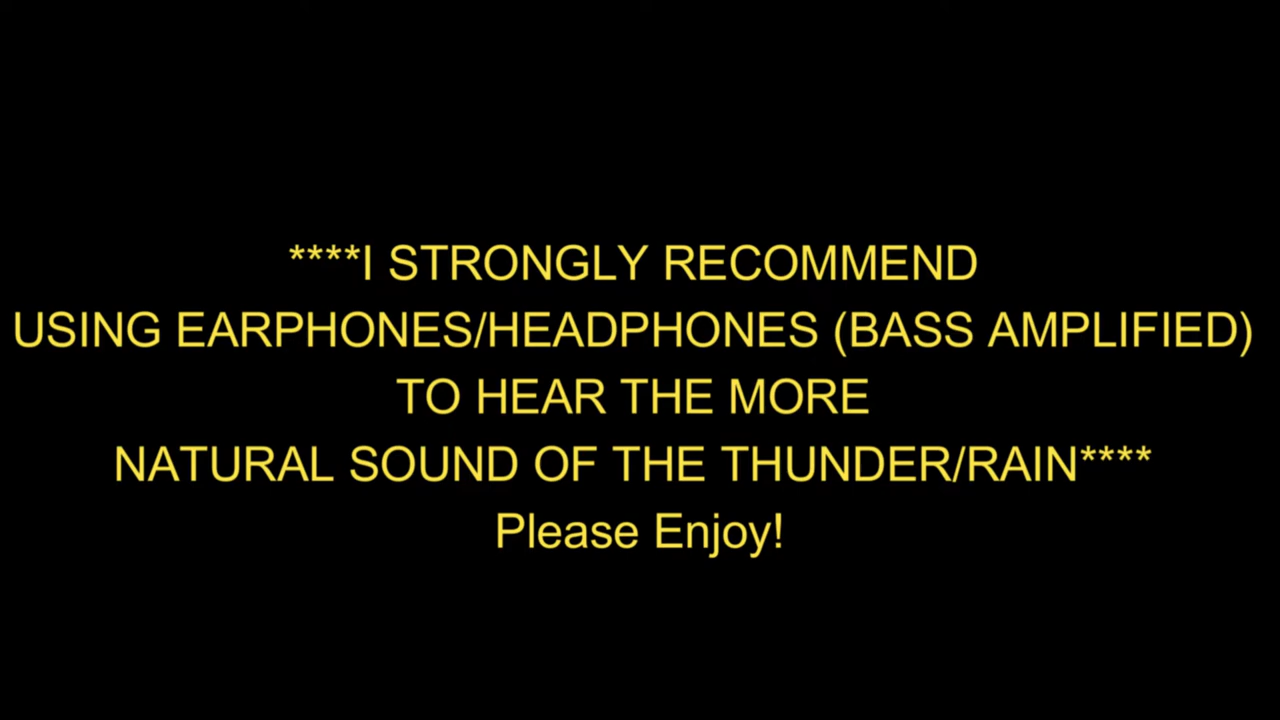 ****I STRONGLY RECOMMEND
USING EARPHONES/HEADPHONES (BASS AMPLIFIED)
TO HEAR THE MORE
NATURAL SOUND OF THE THUNDER/RAIN****
Please Enjoy!